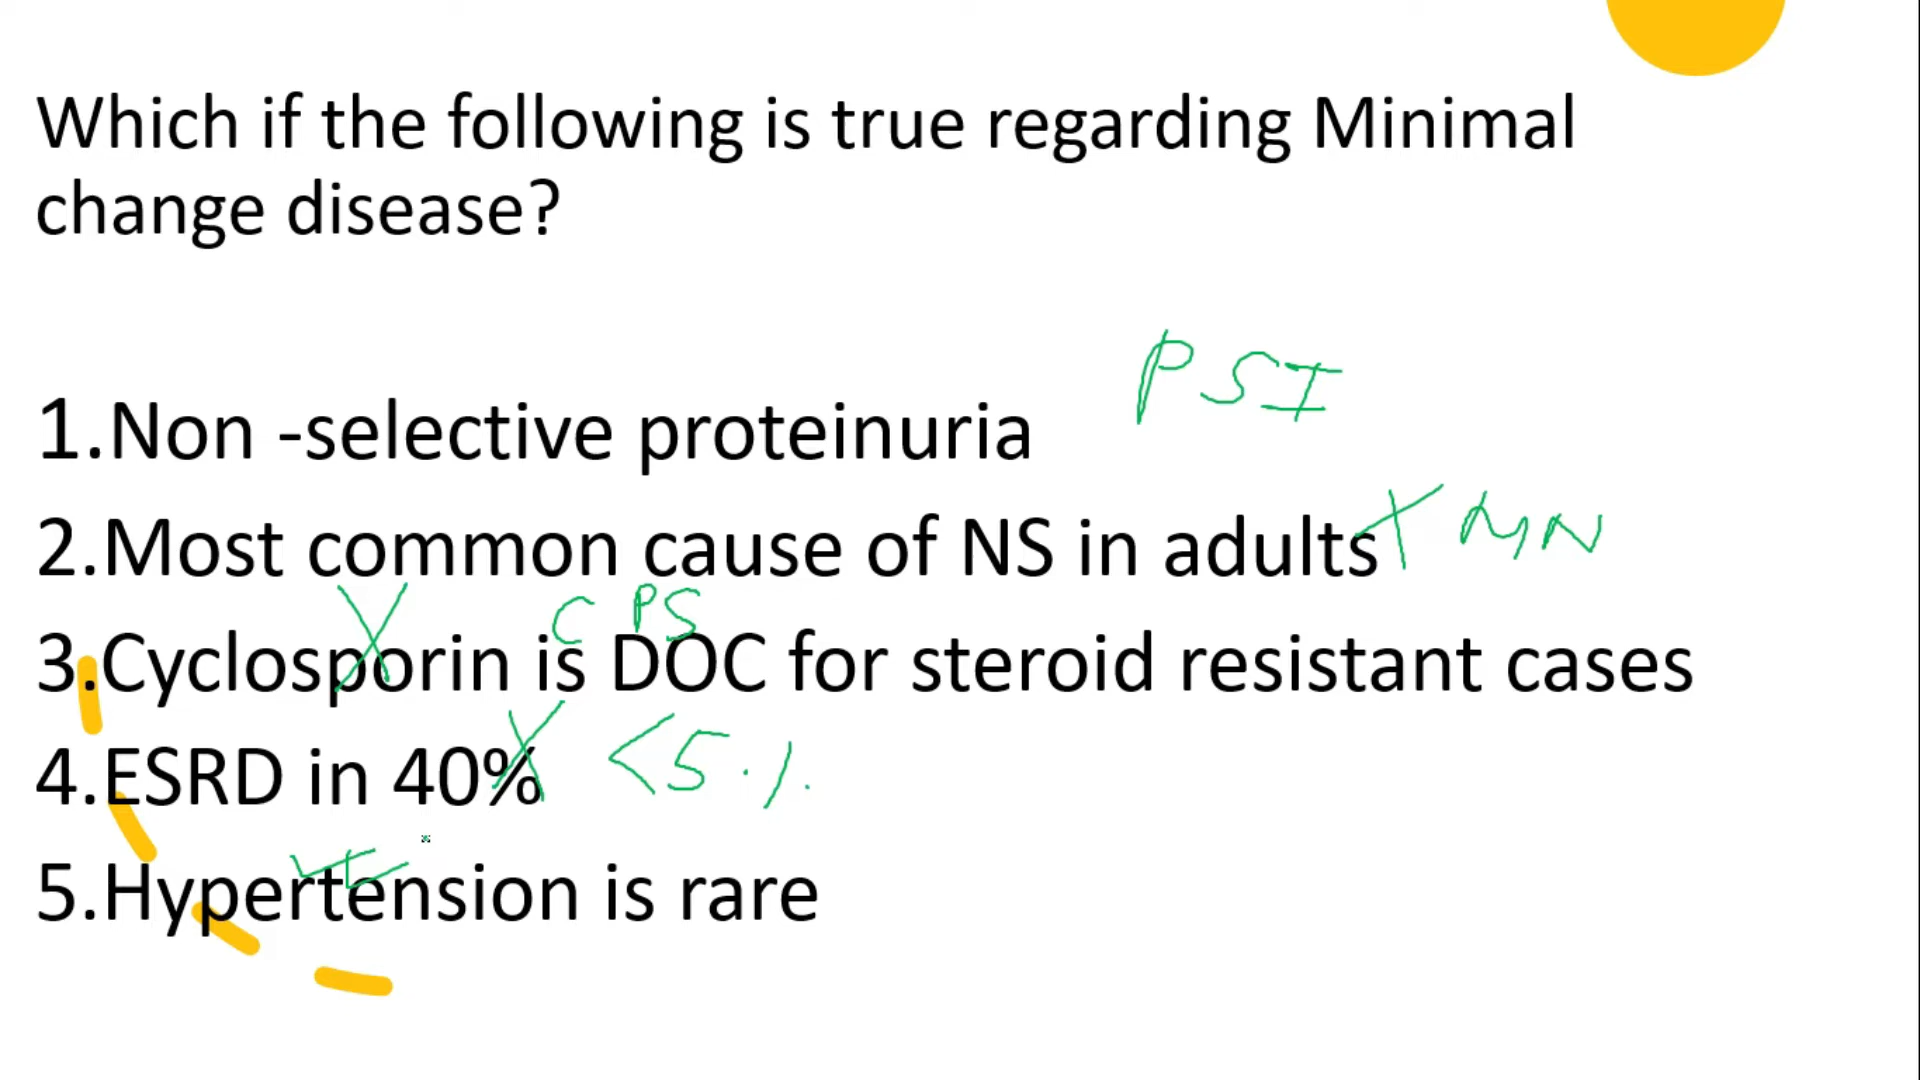 Which if the following is true regarding Minimal
change disease?
PSI
1.Non -selective proteinuria
2.Most common cause of NS in adults X MN
C PS
3.Cyclosporin is DOC for steroid resistant cases
4.ESRD in 40% X <5%
5.Hypertension is rare